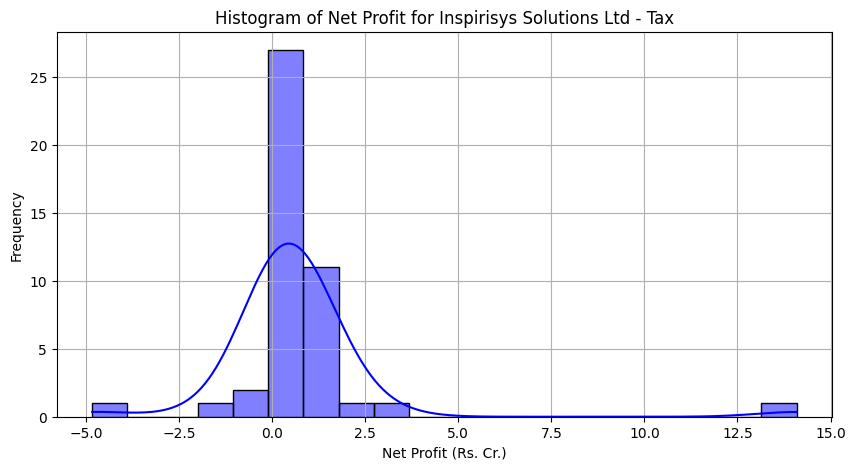 Histogram of Net Profit for Inspirisys Solutions Ltd - Tax
Frequency
25
20
15
10
5
0
−5.0 −2.5 0.0 2.5 5.0 7.5 10.0 12.5 15.0
Net Profit (Rs. Cr.)